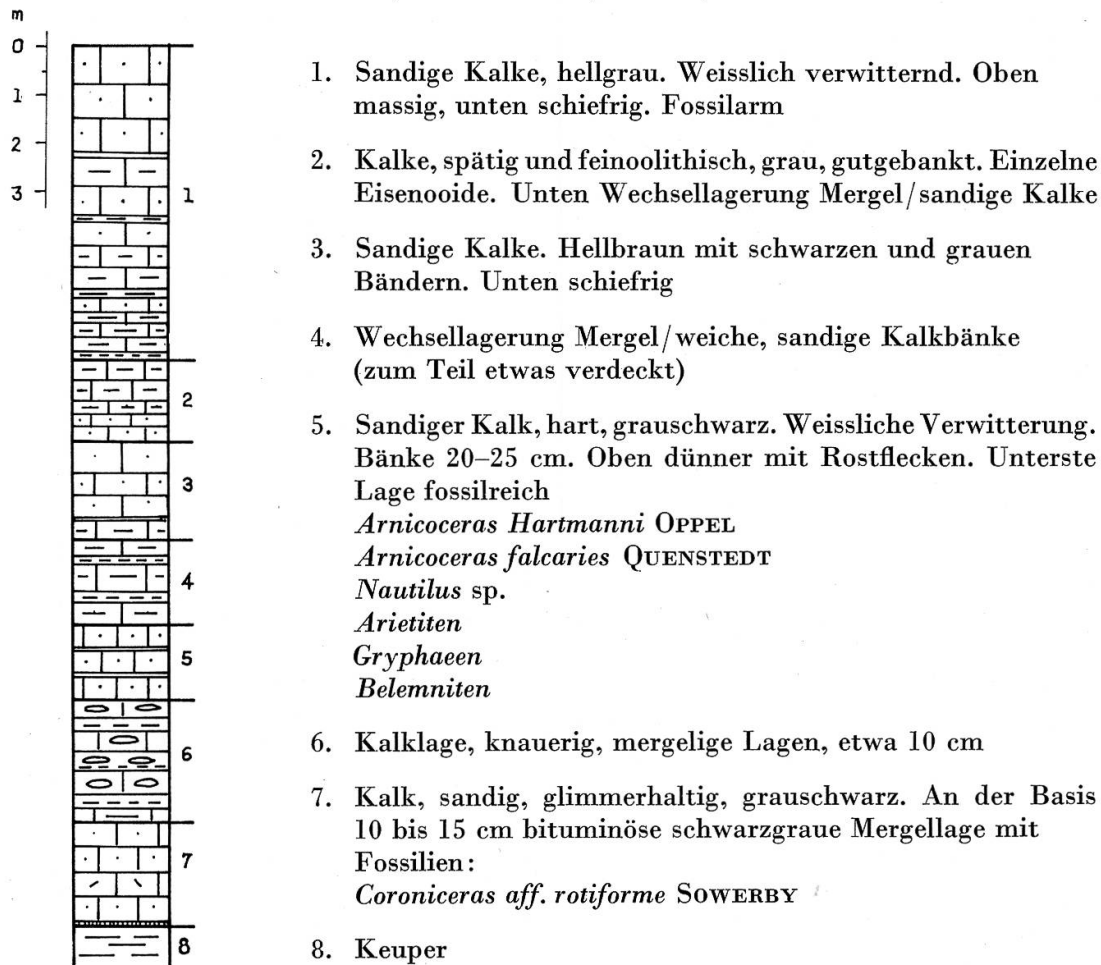 m
0
1
2
3
1
2
3
4
5
6
7
8
1. Sandige Kalke, hellgrau. Weisslich verwitternd. Oben
massig, unten schiefrig. Fossilarm
2. Kalke, spätig und feinoolithisch, grau, gutgebankt. Einzelne
Eisenooide. Unten Wechsellagerung Mergel/sandige Kalke
3. Sandige Kalke. Hellbraun mit schwarzen und grauen
Bändern. Unten schiefrig
4. Wechsellagerung Mergel/weiche, sandige Kalkbänke
(zum Teil etwas verdeckt)
5. Sandiger Kalk, hart, grauschwarz. Weissliche Verwitterung.
Bänke 20–25 cm. Oben dünner mit Rostflecken. Unterste
Lage fossilreich
Arnicoceras Hartmanni OPPEL
Arnicoceras falcaries QUENSTEDT
Nautilus sp.
Arietiten
Gryphaeen
Belemniten
6. Kalklage, knauerig, mergelige Lagen, etwa 10 cm
7. Kalk, sandig, glimmerhaltig, grauschwarz. An der Basis
10 bis 15 cm bituminöse schwarzgraue Mergellage mit
Fossilien:
Coroniceras aff. rotiforme SOWERBY
8. Keuper